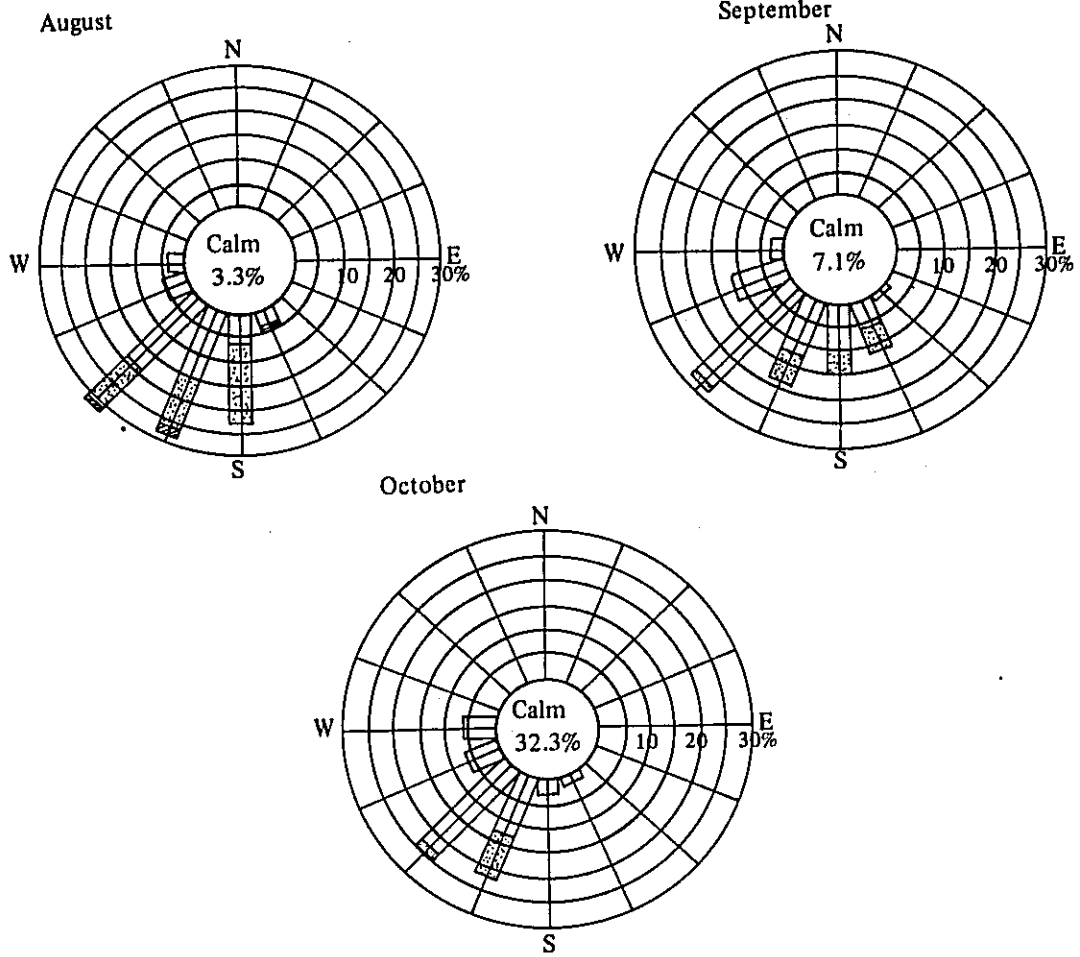 August
N
Calm
3.3%
W
E
10 20 30%
S
September
N
Calm
7.1%
W
E
10 20 30%
S
October
N
Calm
32.3%
W
E
10 20 30%
S